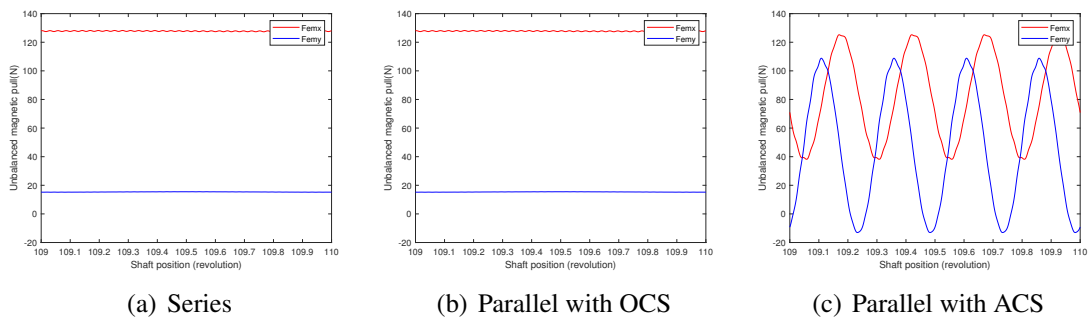 140
120
100
80
60
40
20
0
-20
Unbalanced magnetic pull(N)
Femx
Femy
109 109.1 109.2 109.3 109.4 109.5 109.6 109.7 109.8 109.9 110
Shaft position (revolution)
(a) Series
140
120
100
80
60
40
20
0
-20
Unbalanced magnetic pull(N)
Femx
Femy
109 109.1 109.2 109.3 109.4 109.5 109.6 109.7 109.8 109.9 110
Shaft position (revolution)
(b) Parallel with OCS
140
120
100
80
60
40
20
0
-20
Unbalanced magnetic pull(N)
Femx
Femy
109 109.1 109.2 109.3 109.4 109.5 109.6 109.7 109.8 109.9 110
Shaft position (revolution)
(c) Parallel with ACS